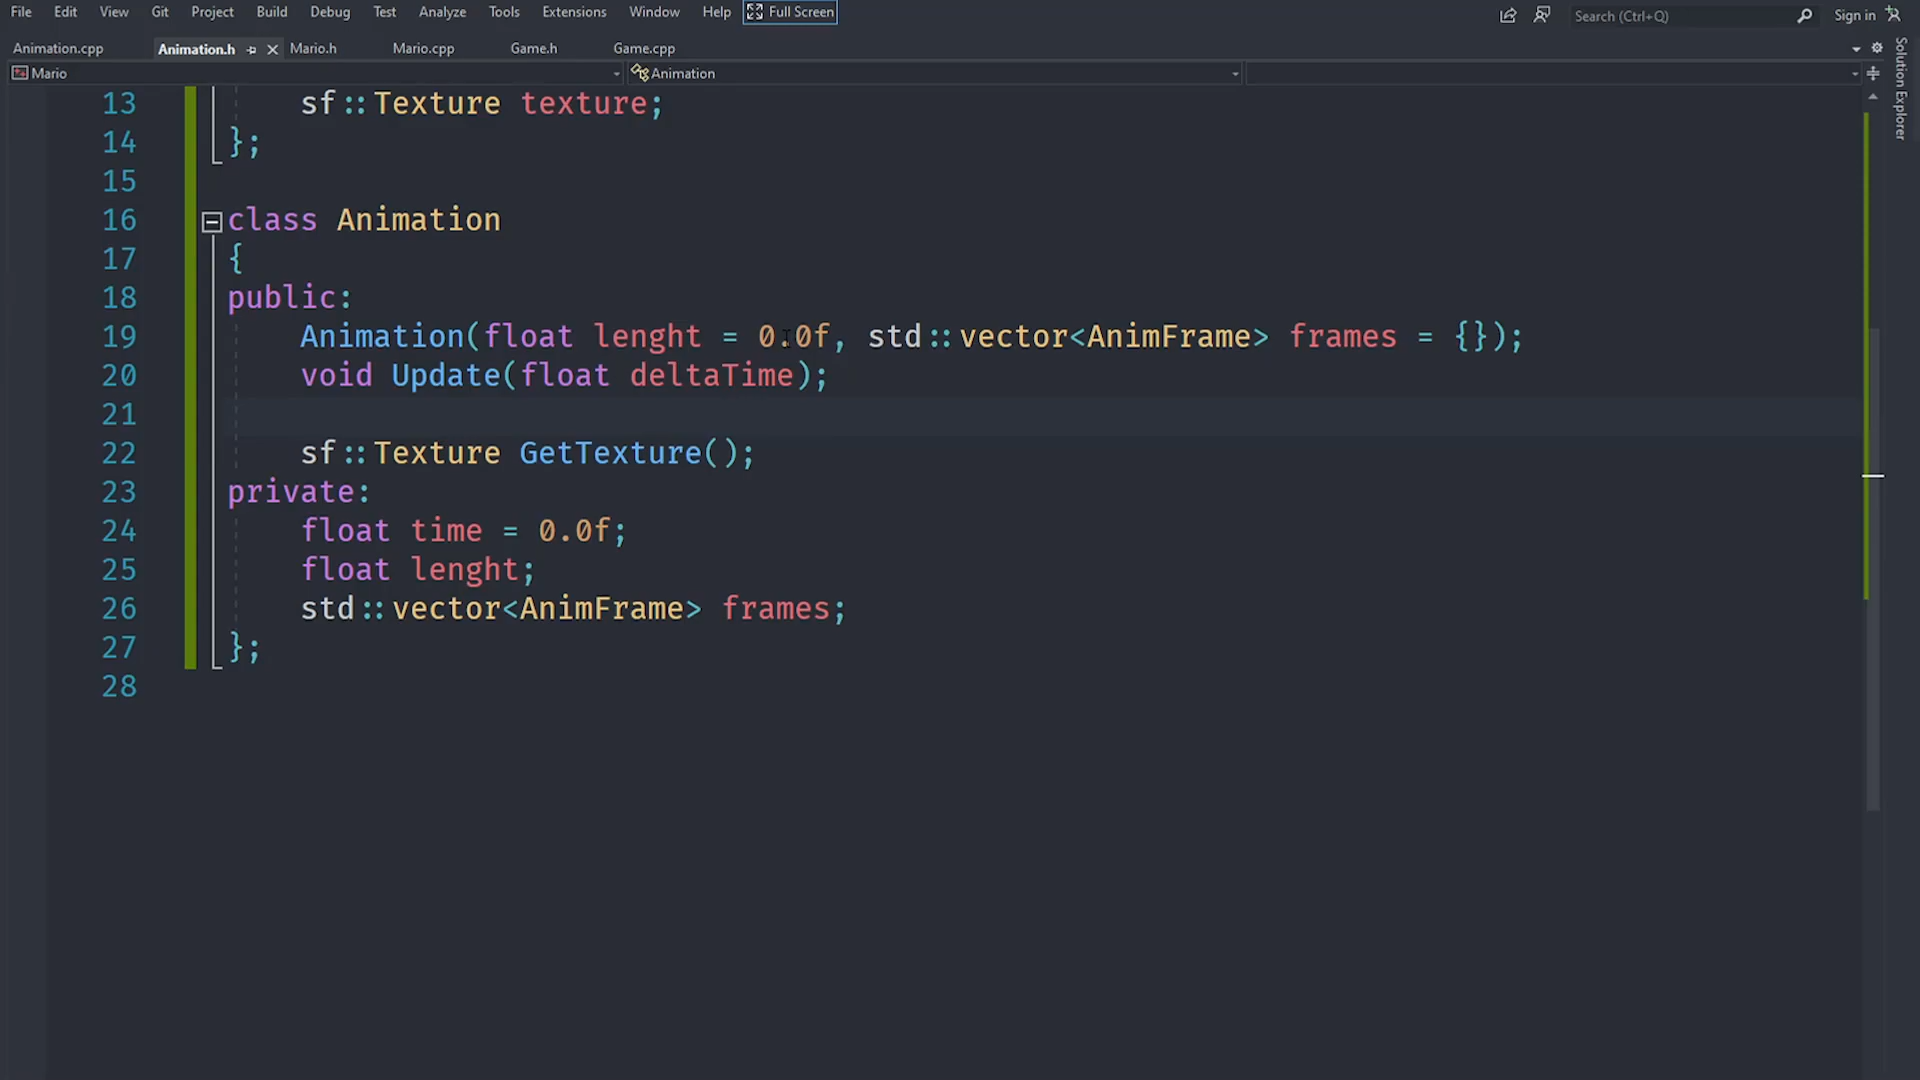 File Edit View Git Project Build Debug Test Analyze Tools Extensions Window Help Full Screen Search (Ctrl+Q) Sign in
Animation.cpp Animation.h Mario.h Mario.cpp Game.h Game.cpp
Mario Animation
Solution Explorer
13 sf::Texture texture;
14 };
15
16 class Animation
17 {
18 public:
19 Animation(float lenght = 0.0f, std::vector<AnimFrame> frames = {});
20 void Update(float deltaTime);
21
22 sf::Texture GetTexture();
23 private:
24 float time = 0.0f;
25 float lenght;
26 std::vector<AnimFrame> frames;
27 };
28